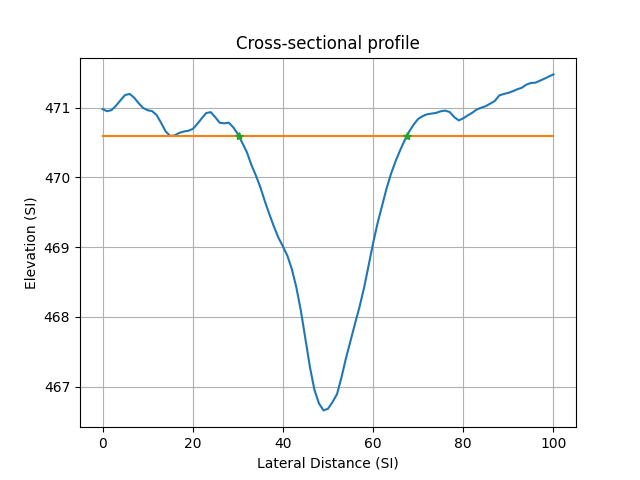 Cross-sectional profile
471
470
469
468
467
Elevation (SI)
0 20 40 60 80 100
Lateral Distance (SI)